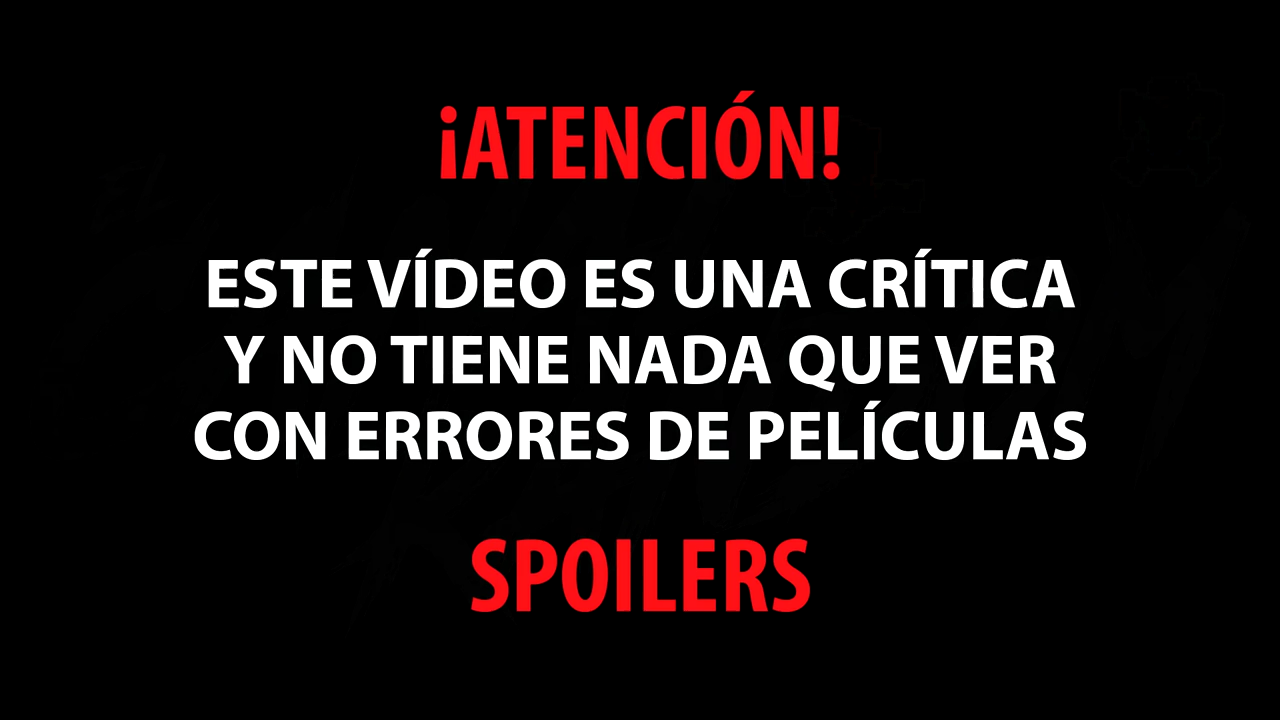 ¡ATENCIÓN!
ESTE VÍDEO ES UNA CRÍTICA
Y NO TIENE NADA QUE VER
CON ERRORES DE PELÍCULAS
SPOILERS